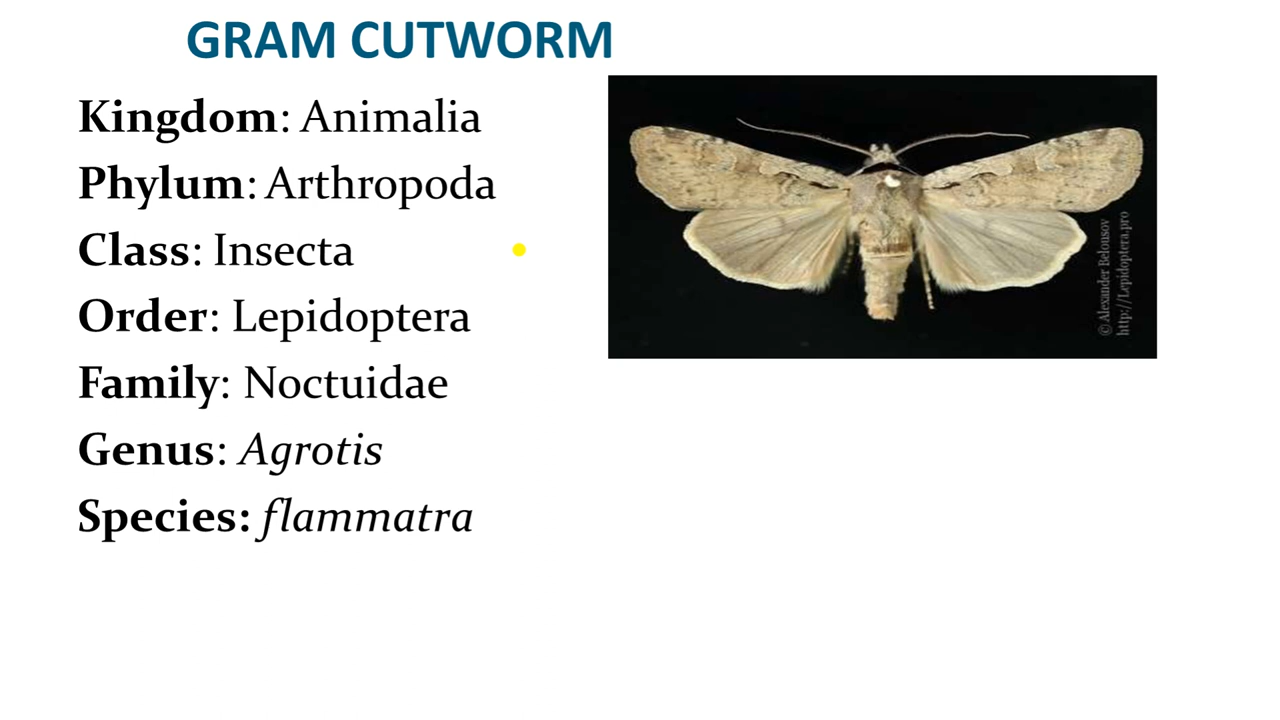 GRAM CUTWORM
Kingdom: Animalia
Phylum: Arthropoda
Class: Insecta
Order: Lepidoptera
Family: Noctuidae
Genus: Agrotis
Species: flammatra
© Alexander Belousov
http://Lepidoptera.pro